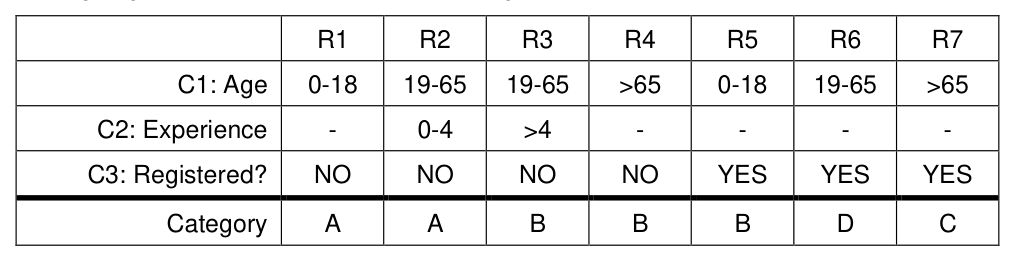 R1 R2 R3 R4 R5 R6 R7
C1: Age 0-18 19-65 19-65 >65 0-18 19-65 >65
C2: Experience - 0-4 >4 - - - -
C3: Registered? NO NO NO NO YES YES YES
Category A A B B B D C